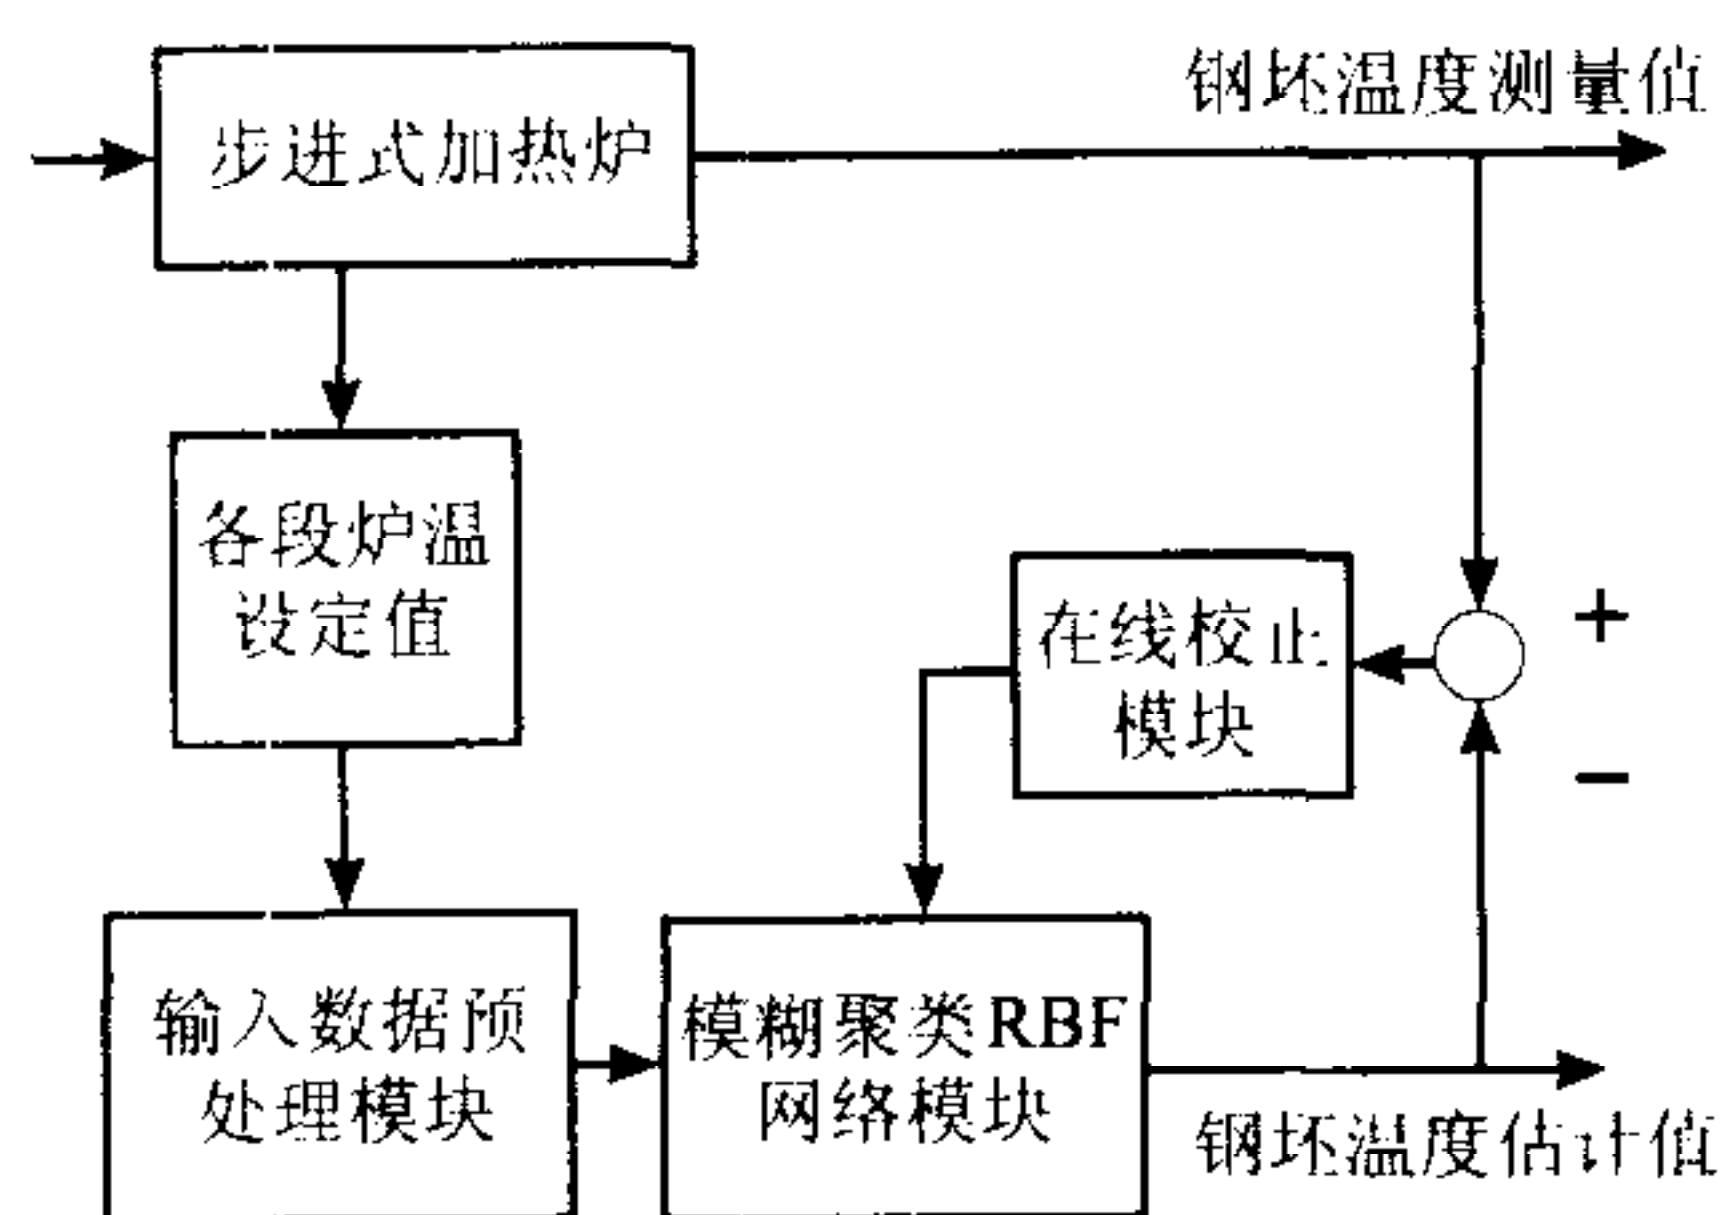 钢坯温度测量值
步进式加热炉
各段炉温
设定值
在线校止
模块
+
−
输入数据预
处理模块
模糊聚类RBF
网络模块
钢坯温度估计值